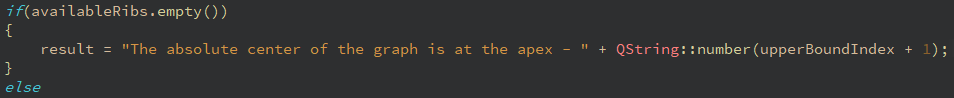 if(availableRibs.empty())
{
    result = "The absolute center of the graph is at the apex – " + QString::number(upperBoundIndex + 1);
}
else